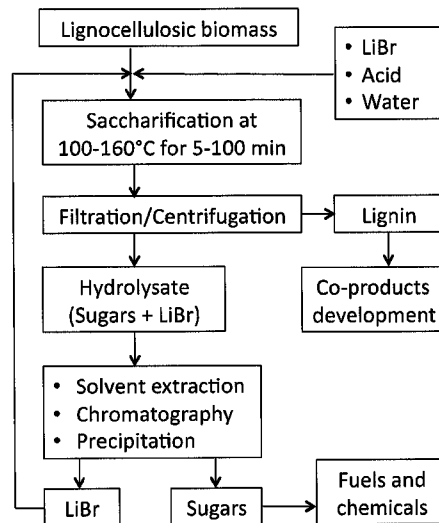 Lignocellulosic biomass
• LiBr
• Acid
• Water
Saccharification at
100-160°C for 5-100 min
Filtration/Centrifugation
Lignin
Hydrolysate
(Sugars + LiBr)
Co-products
development
• Solvent extraction
• Chromatography
• Precipitation
LiBr
Sugars
Fuels and
chemicals